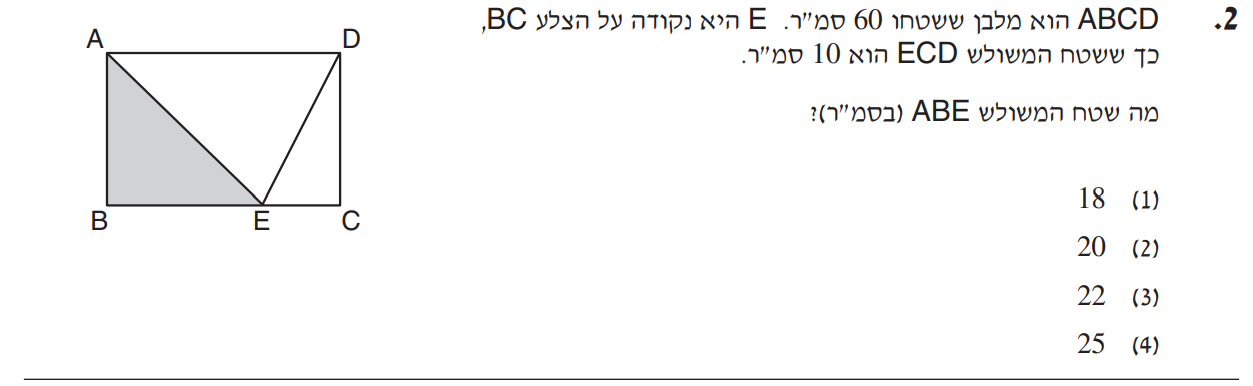 2. ABCD הוא מלבן ששטחו 60 סמ"ר. E היא נקודה על הצלע BC,
כך ששטח המשולש ECD הוא 10 סמ"ר.
מה שטח המשולש ABE (בסמ"ר)?
(1) 18
(2) 20
(3) 22
(4) 25
A D
B E C